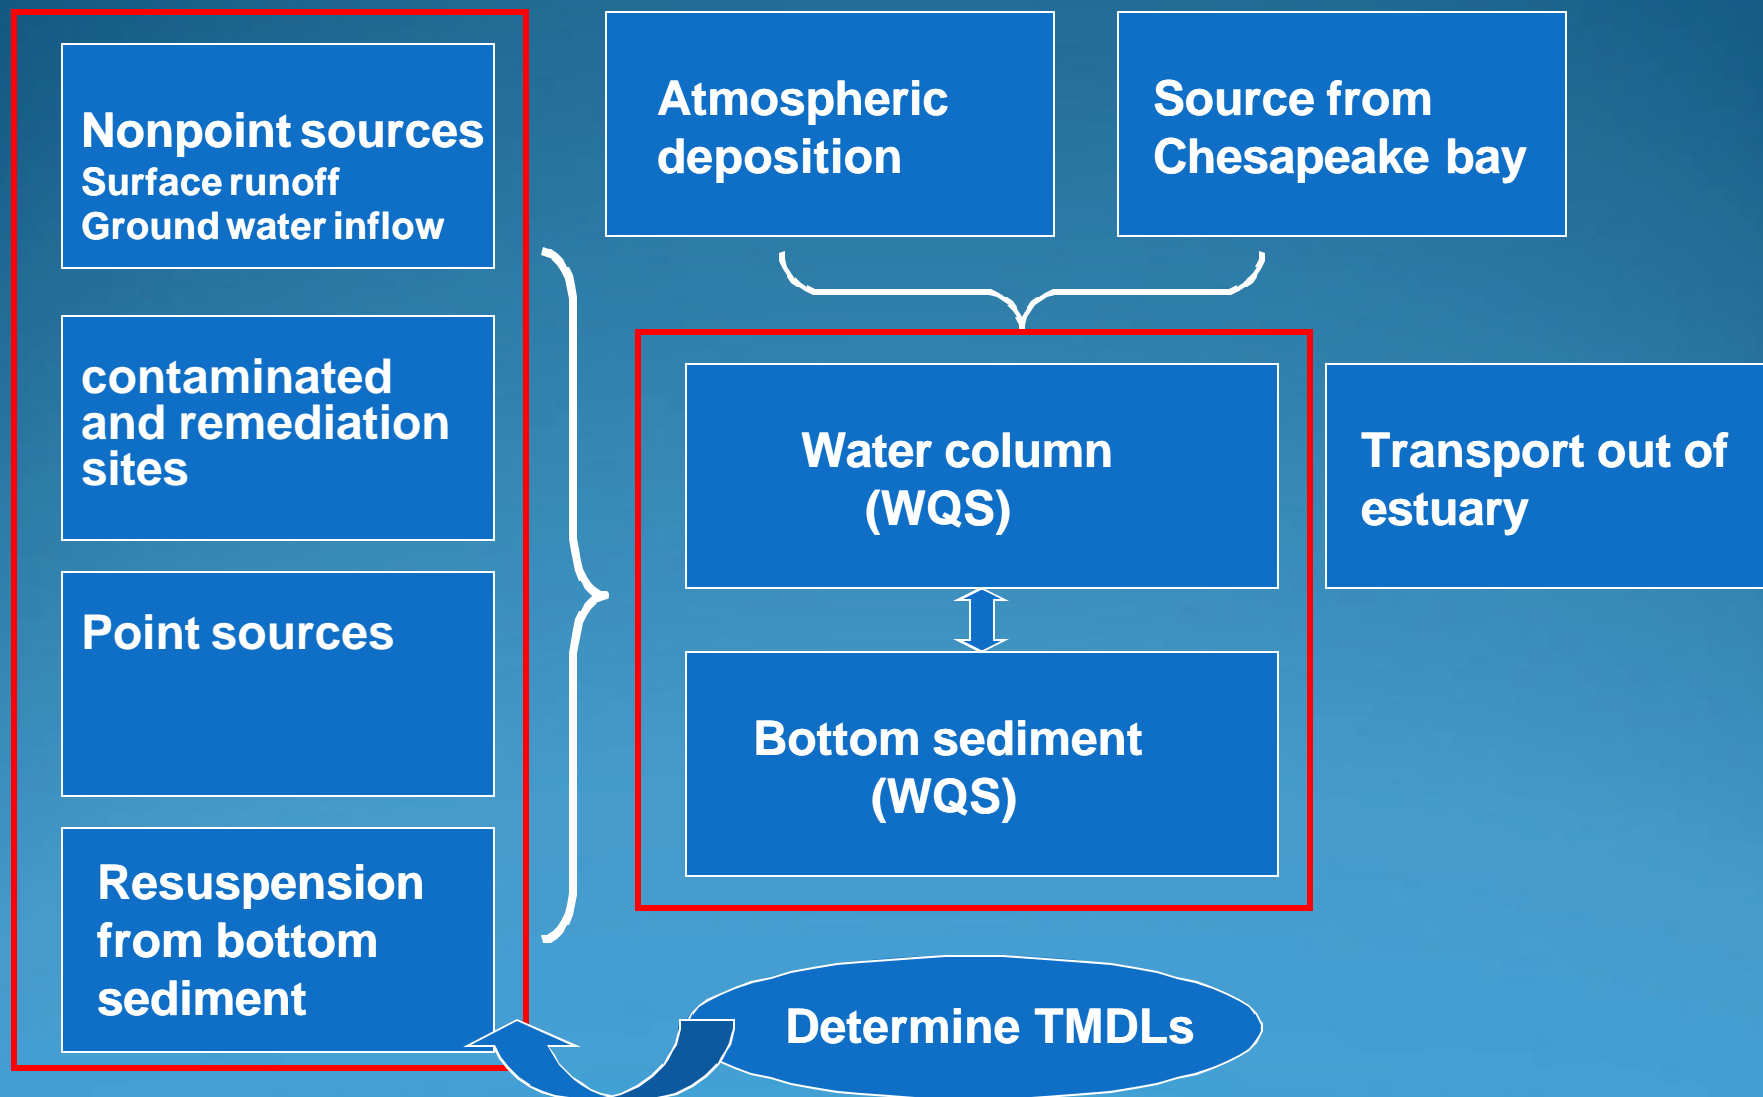 Nonpoint sources
Surface runoff
Ground water inflow
contaminated
and remediation
sites
Point sources
Resuspension
from bottom
sediment
Atmospheric
deposition
Source from
Chesapeake bay
Water column
(WQS)
Transport out of
estuary
Bottom sediment
(WQS)
Determine TMDLs